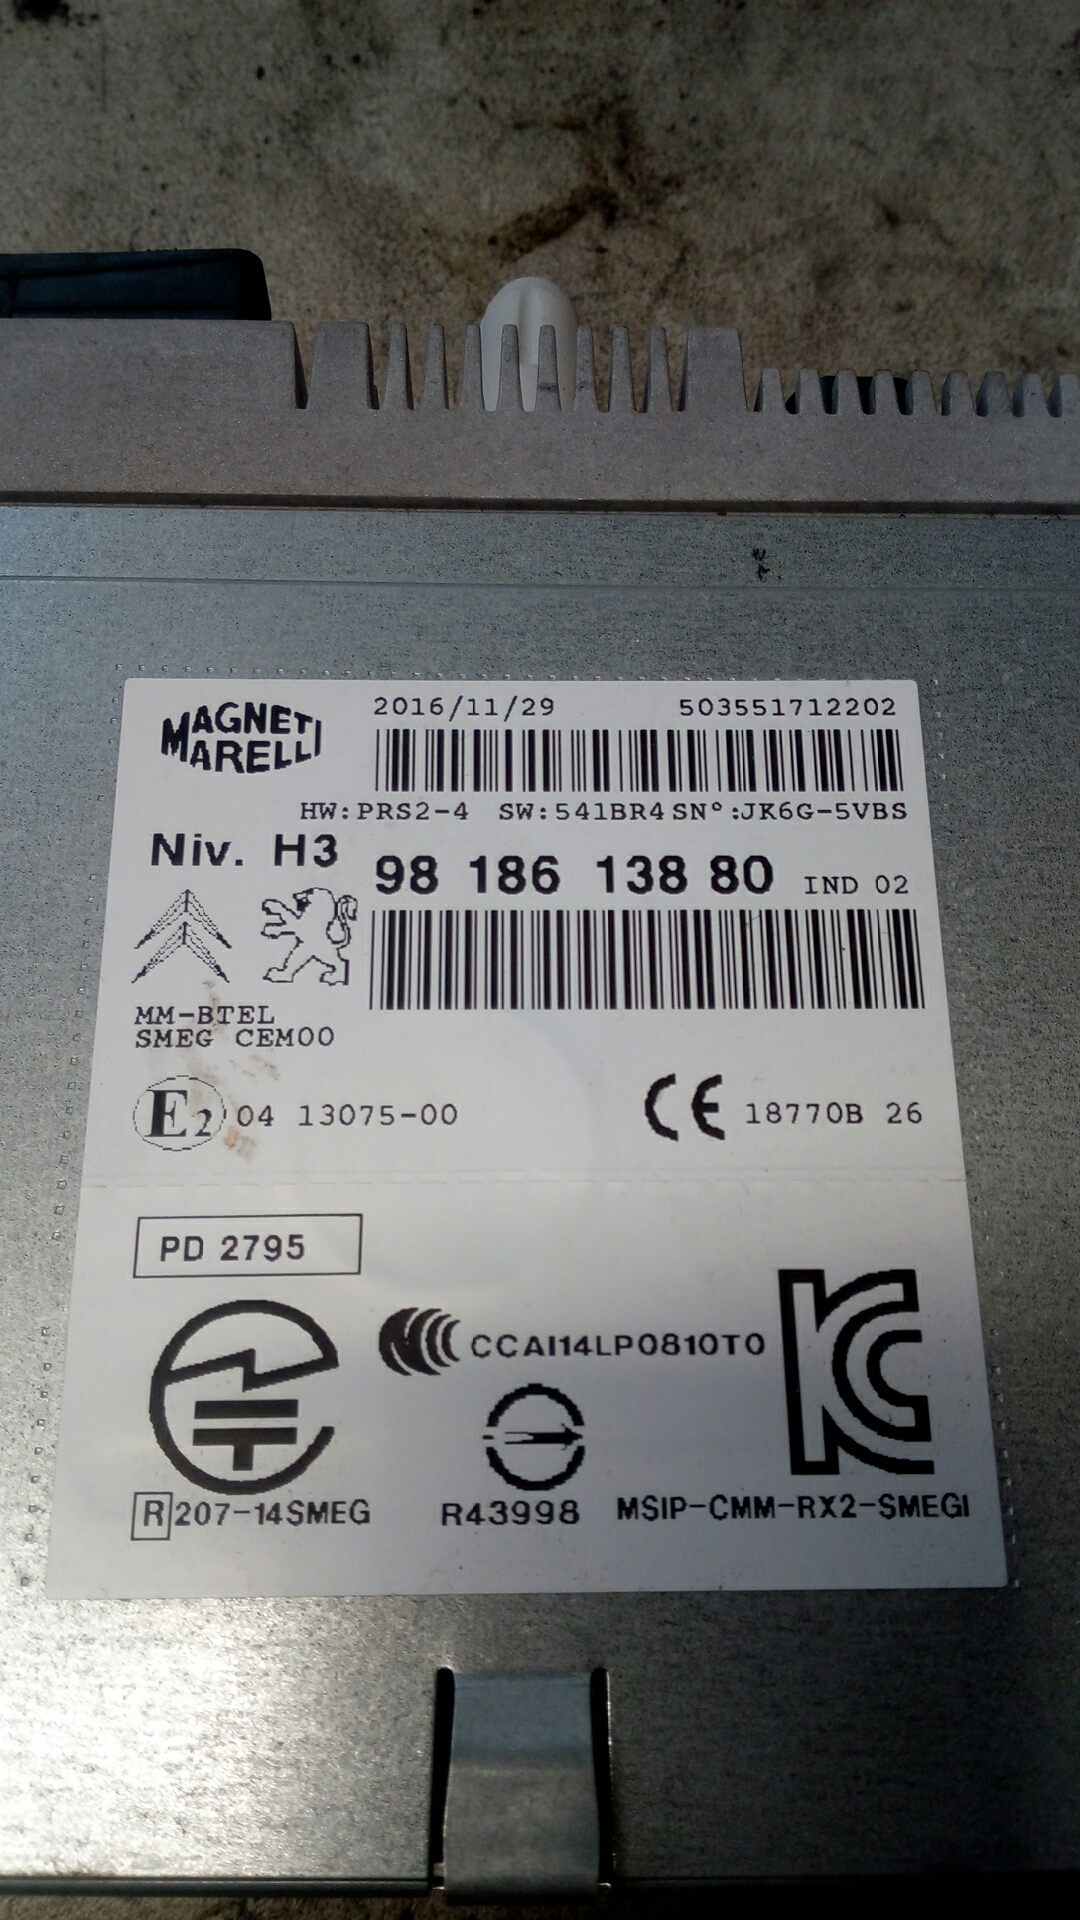 MAGNETI
MARELLI
2016/11/29 503551712202
HW:PRS2-4 SW:541BR4 SN°:JK6G-5VBS
Niv. H3
98 186 138 80 IND 02
MM-BTEL
SMEG CEM00
E2 04 13075-00
CE 18770B 26
PD 2795
CCAI14LP0810T0
R 207-14SMEG
R43998
MSIP-CMM-RX2-SMEGI